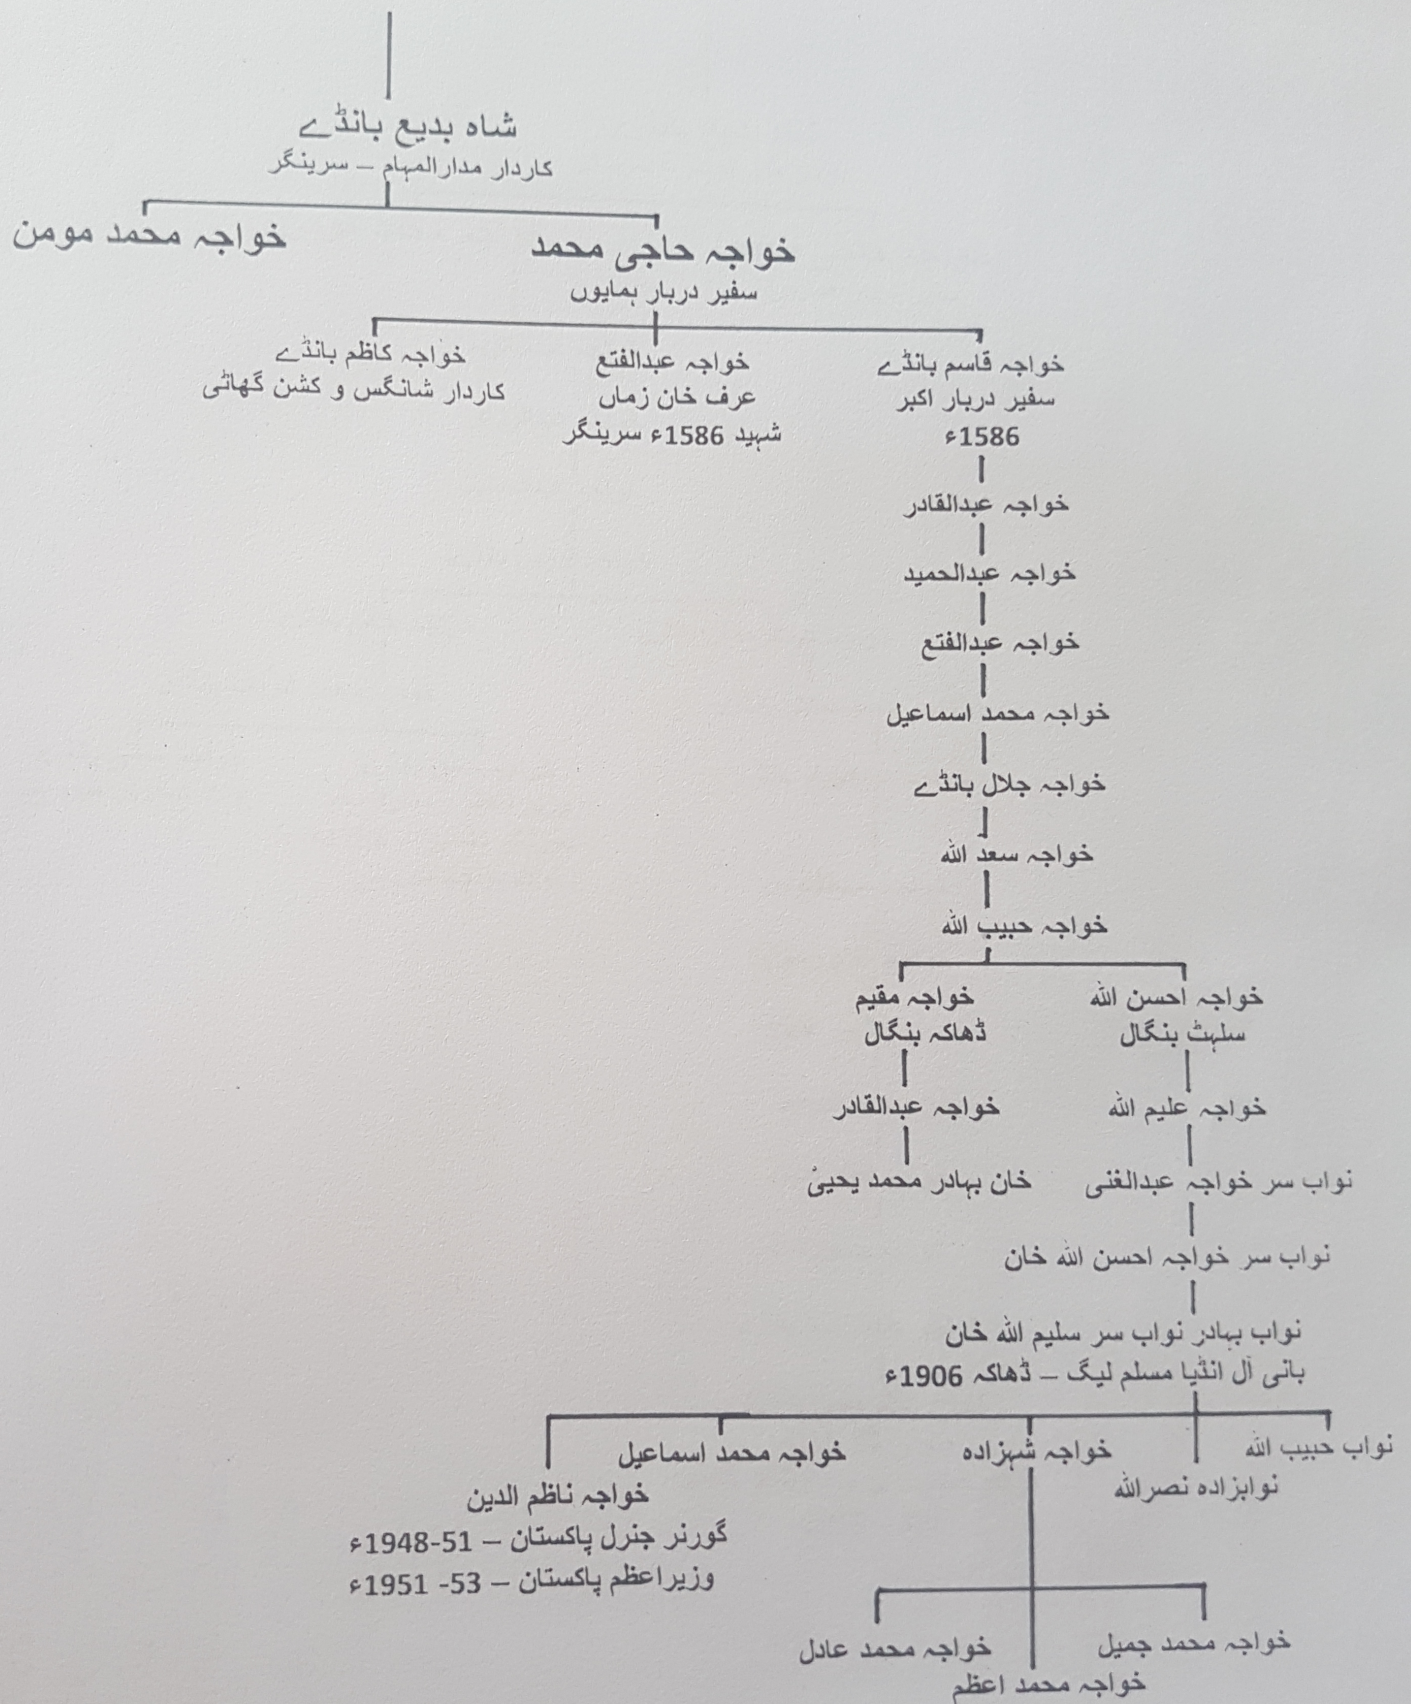 شاہ بدیع بانڈے
کاردار مدارالمہام – سرینگر
خواجہ حاجی محمد
سفیر دربار ہمایوں
خواجہ محمد مومن
خواجہ قاسم بانڈے
سفیر دربار اکبر
1586ء
خواجہ عبدالفتع
عرف خان زماں
شہید 1586ء سرینگر
خواجہ کاظم بانڈے
کاردار شانگس و کشن گھاٹی
خواجہ عبدالقادر
خواجہ عبدالحمید
خواجہ عبدالفتع
خواجہ محمد اسماعیل
خواجہ جلال بانڈے
خواجہ سعد اللہ
خواجہ حبیب اللہ
خواجہ احسن اللہ
سلہٹ بنگال
خواجہ مقیم
ڈھاکہ بنگال
خواجہ علیم اللہ
خواجہ عبدالقادر
نواب سر خواجہ عبدالغنی
خان بہادر محمد یحییٰ
نواب سر خواجہ احسن اللہ خان
نواب بہادر نواب سر سلیم اللہ خان
بانی آل انڈیا مسلم لیگ – ڈھاکہ 1906ء
نواب حبیب اللہ
نوابزادہ نصراللہ
خواجہ شہزادہ
خواجہ محمد اسماعیل
خواجہ ناظم الدین
گورنر جنرل پاکستان – 51-1948ء
وزیراعظم پاکستان – 53- 1951ء
خواجہ محمد جمیل
خواجہ محمد عادل
خواجہ محمد اعظم